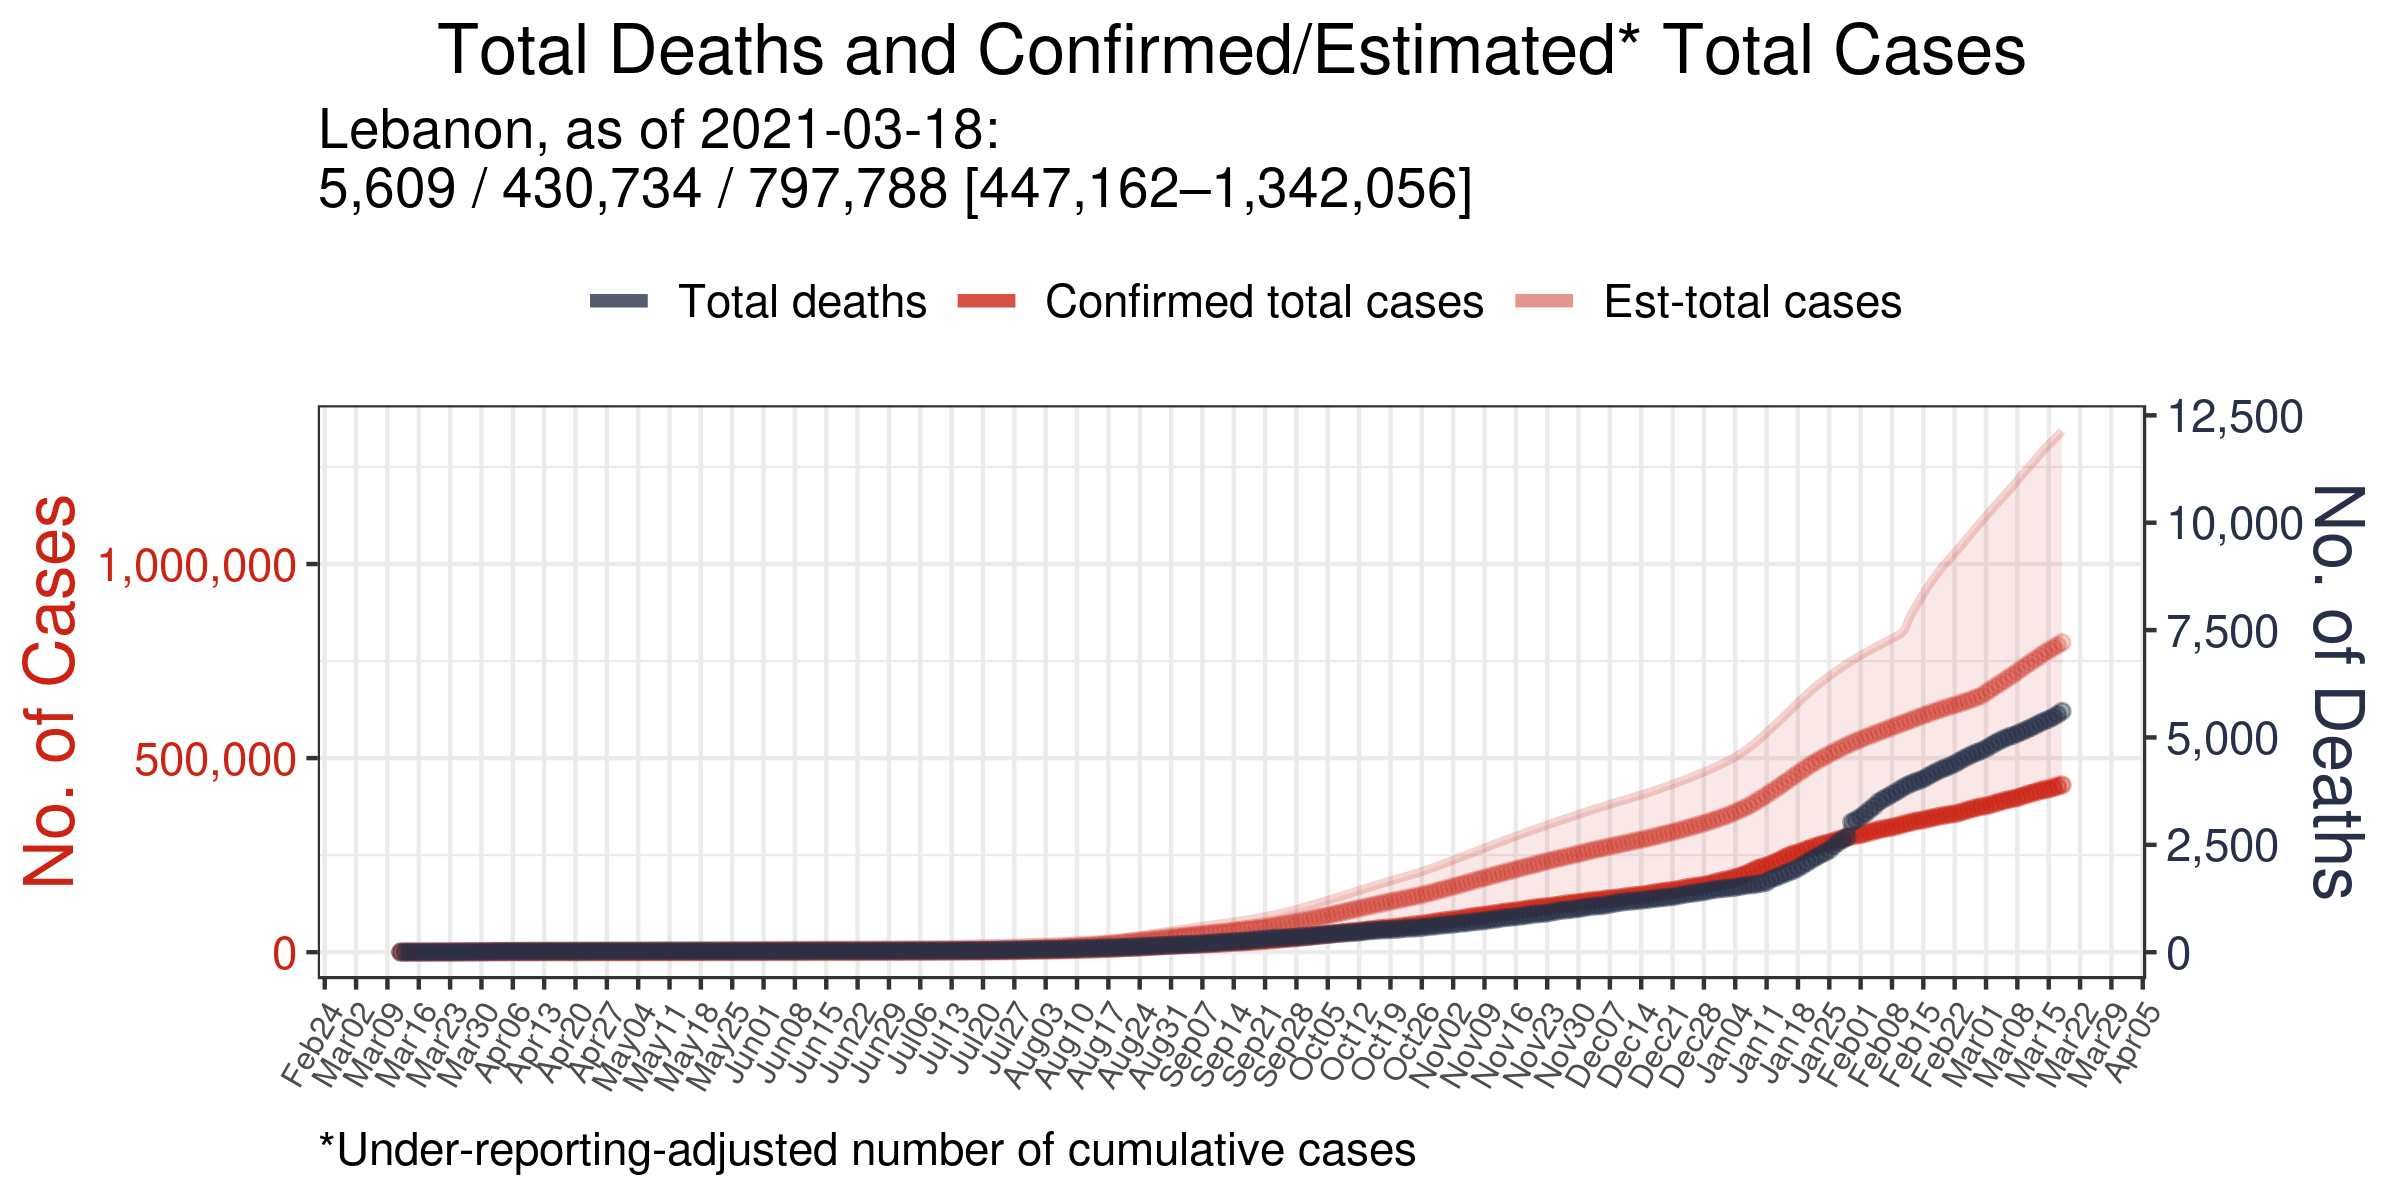 Total Deaths and Confirmed/Estimated* Total Cases
Lebanon, as of 2021-03-18:
5,609 / 430,734 / 797,788 [447,162–1,342,056]
Total deaths
Confirmed total cases
Est-total cases
No. of Cases
1,000,000
500,000
0
12,500
10,000
7,500
5,000
2,500
0
No. of Deaths
Feb24
Mar02
Mar09
Mar16
Mar23
Mar30
Apr06
Apr13
Apr20
Apr27
May04
May11
May18
May25
Jun01
Jun08
Jun15
Jun22
Jun29
Jul06
Jul13
Jul20
Jul27
Aug03
Aug10
Aug17
Aug24
Aug31
Sep07
Sep14
Sep21
Sep28
Oct05
Oct12
Oct19
Oct26
Nov02
Nov09
Nov16
Nov23
Nov30
Dec07
Dec14
Dec21
Dec28
Jan04
Jan11
Jan18
Jan25
Feb01
Feb08
Feb15
Feb22
Mar01
Mar08
Mar15
Mar22
Mar29
Apr05
*Under-reporting-adjusted number of cumulative cases